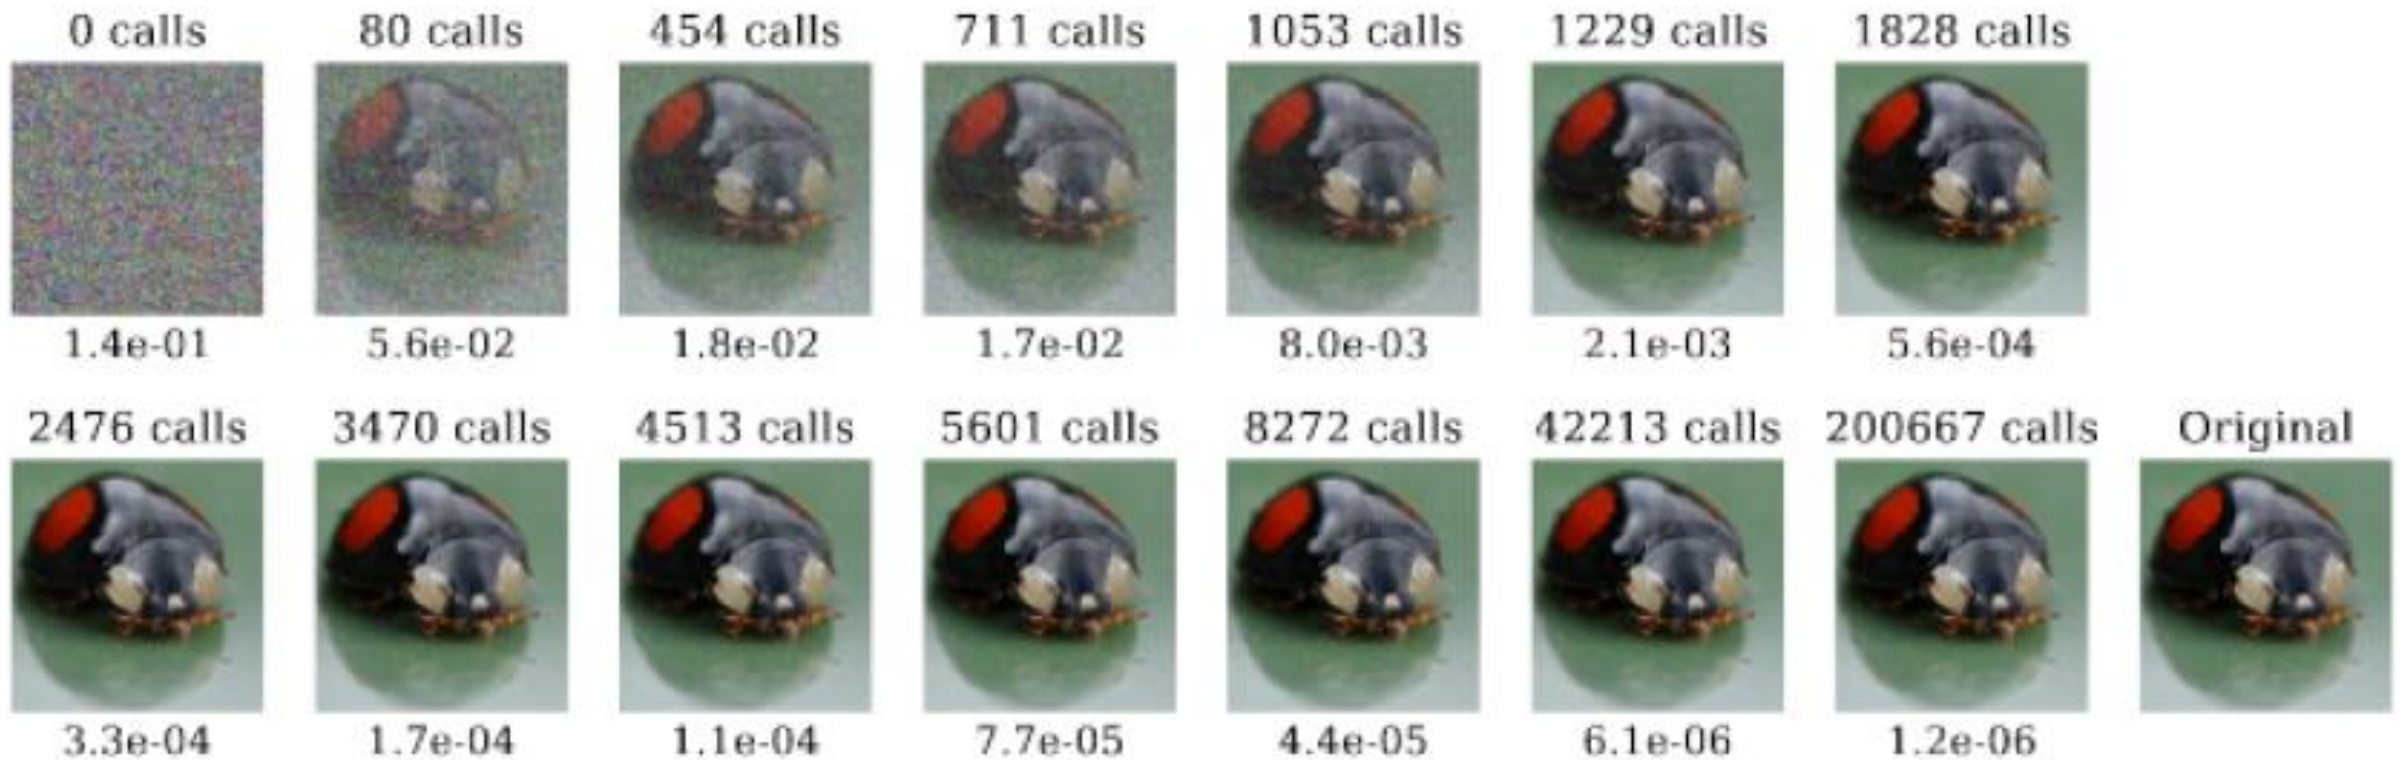 0 calls 80 calls 454 calls 711 calls 1053 calls 1229 calls 1828 calls
1.4e-01 5.6e-02 1.8e-02 1.7e-02 8.0e-03 2.1e-03 5.6e-04
2476 calls 3470 calls 4513 calls 5601 calls 8272 calls 42213 calls 200667 calls Original
3.3e-04 1.7e-04 1.1e-04 7.7e-05 4.4e-05 6.1e-06 1.2e-06